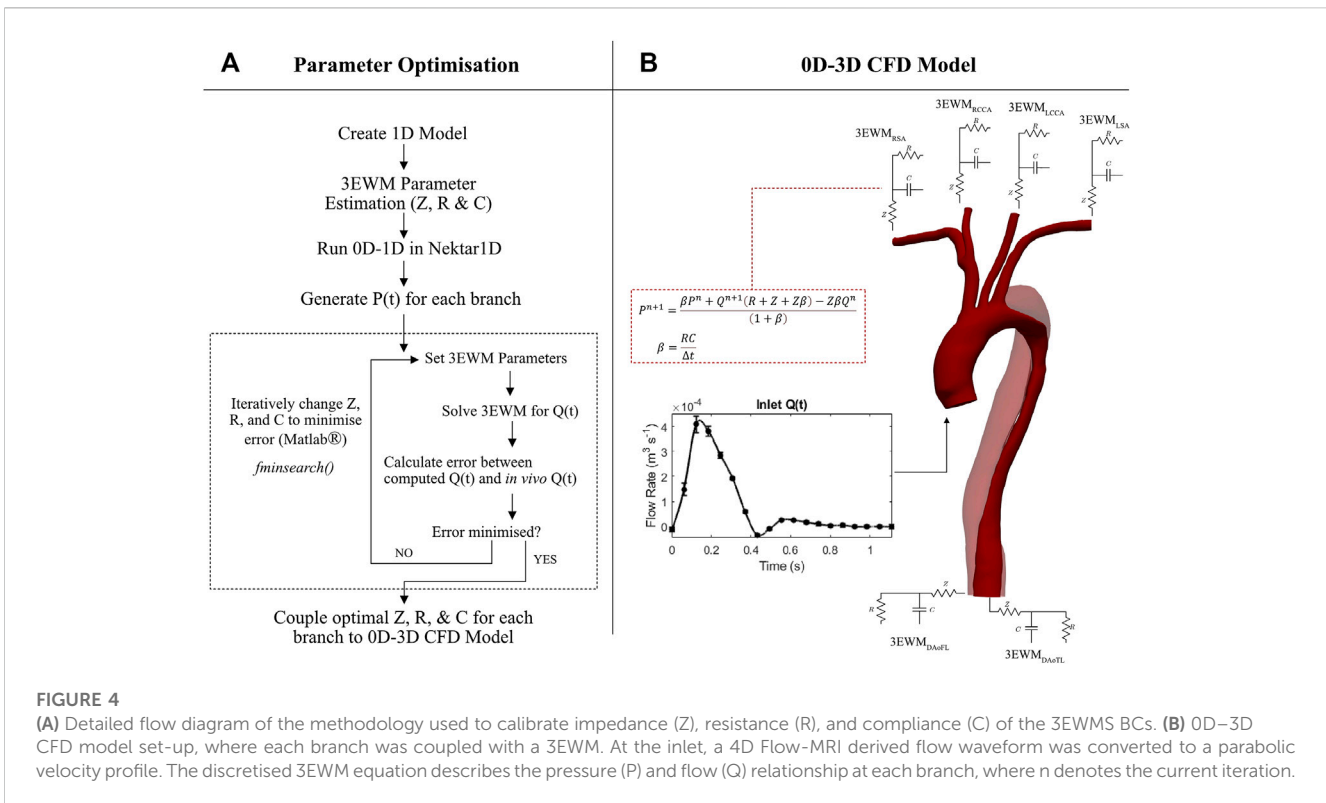 A Parameter Optimisation
Create 1D Model
3EWM Parameter
Estimation (Z, R & C)
Run 0D-1D in Nektar1D
Generate P(t) for each branch
Set 3EWM Parameters
Iteratively change Z,
R, and C to minimise
error (Matlab®)
fminsearch()
Solve 3EWM for Q(t)
Calculate error between
computed Q(t) and in vivo Q(t)
Error minimised?
NO
YES
Couple optimal Z, R, & C for each
branch to 0D-3D CFD Model
B 0D-3D CFD Model
3EWM_RSA
R
C
Z
3EWM_RCCA
R
C
Z
3EWM_LCCA
R
C
Z
3EWM_LSA
R
C
Z
P^{n+1} = \frac{βP^n + Q^{n+1}(R + Z + Zβ) − ZβQ^n}{(1 + β)}
β = \frac{RC}{Δt}
×10^{-4}
Inlet Q(t)
Flow Rate (m³ s⁻¹)
4
3
2
1
0
0 0.2 0.4 0.6 0.8 1
Time (s)
Z
R
C
3EWM_DAoFL
Z
C
R
3EWM_DAoTL
FIGURE 4
(A) Detailed flow diagram of the methodology used to calibrate impedance (Z), resistance (R), and compliance (C) of the 3EWMS BCs. (B) 0D–3D
CFD model set-up, where each branch was coupled with a 3EWM. At the inlet, a 4D Flow-MRI derived flow waveform was converted to a parabolic
velocity profile. The discretised 3EWM equation describes the pressure (P) and flow (Q) relationship at each branch, where n denotes the current iteration.